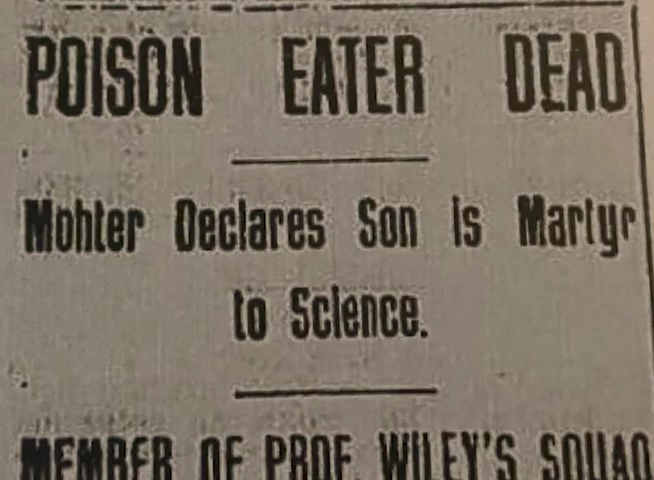 POISON EATER DEAD
Mohter Declares Son is Martyr
to Science.
MEMBER OF PROF. WILEY'S SQUAD